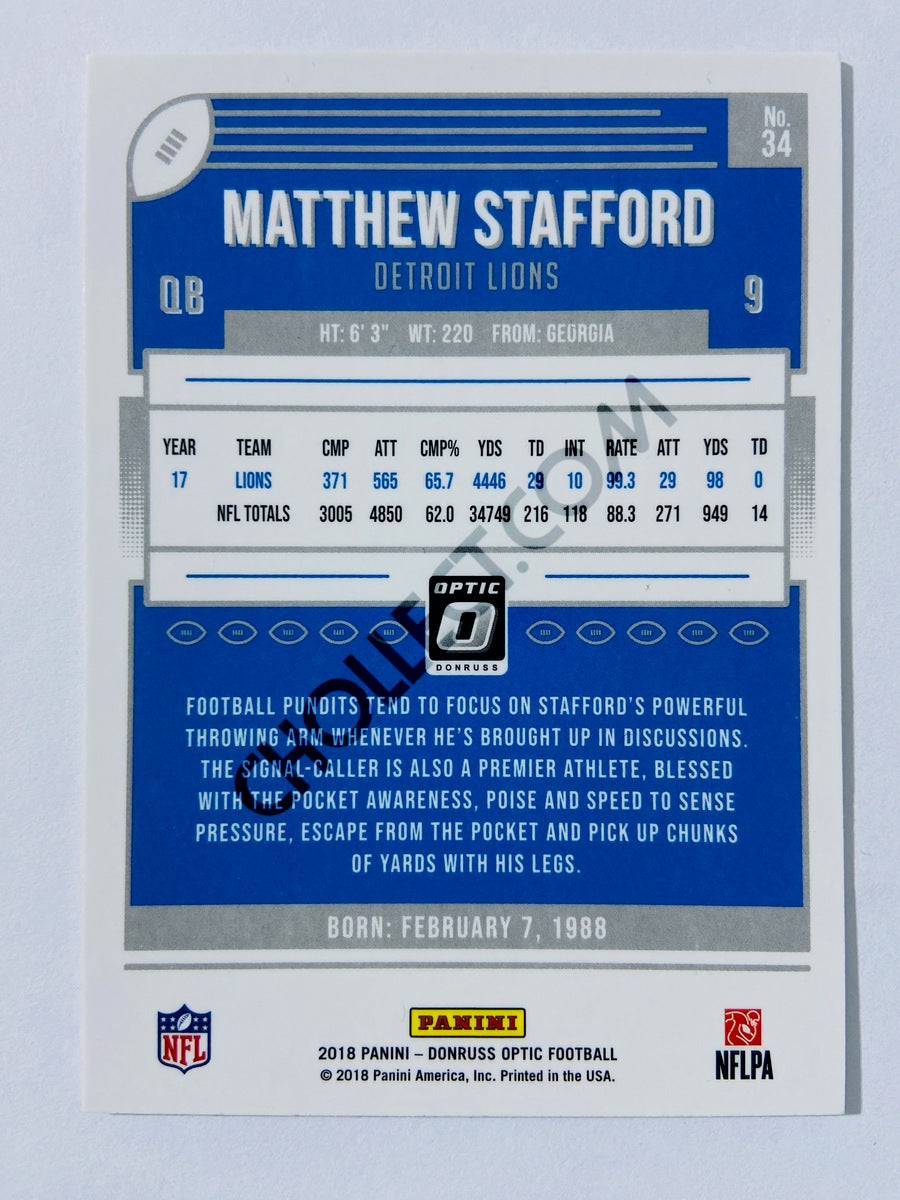 No.
34
MATTHEW STAFFORD
DETROIT LIONS
QB
9
HT: 6' 3" WT: 220 FROM: GEORGIA
YEAR TEAM CMP ATT CMP% YDS TD INT RATE ATT YDS TD
17 LIONS 371 565 65.7 4446 29 10 99.3 29 98 0
NFL TOTALS 3005 4850 62.0 34749 216 118 88.3 271 949 14
OPTIC
DONRUSS
CHOLLECT.COM
FOOTBALL PUNDITS TEND TO FOCUS ON STAFFORD'S POWERFUL
THROWING ARM WHENEVER HE'S BROUGHT UP IN DISCUSSIONS.
THE SIGNAL-CALLER IS ALSO A PREMIER ATHLETE, BLESSED
WITH THE POCKET AWARENESS, POISE AND SPEED TO SENSE
PRESSURE, ESCAPE FROM THE POCKET AND PICK UP CHUNKS
OF YARDS WITH HIS LEGS.
BORN: FEBRUARY 7, 1988
NFL
PANINI
2018 PANINI – DONRUSS OPTIC FOOTBALL
© 2018 Panini America, Inc. Printed in the USA.
NFLPA